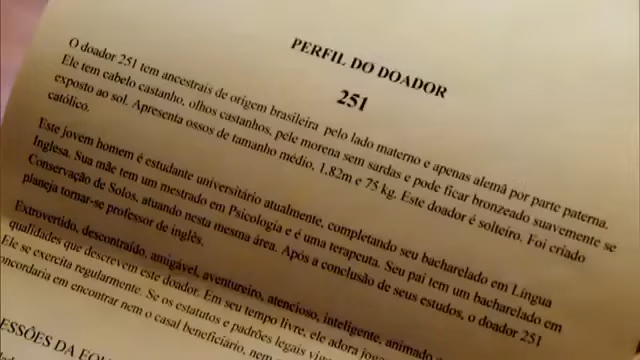 PERFIL DO DOADOR
251
O doador 251 tem ancestrais de origem brasileira pelo lado materno e apenas alemã por parte paterna.
Ele tem cabelo castanho, olhos castanhos, pele morena sem sardas e pode ficar bronzeado suavemente se
exposto ao sol. Apresenta ossos de tamanho médio, 1,82m e 75 kg. Este doador é solteiro. Foi criado
católico.
Este jovem homem é estudante universitário atualmente, completando seu bacharelado em Língua
Inglesa. Sua mãe tem um mestrado em Psicologia e é uma terapeuta. Seu pai tem um bacharelado em
Conservação de Solos, atuando nesta mesma área. Após a conclusão de seus estudos, o doador 251
planeja tornar-se professor de inglês.
Extrovertido, descontraído, amigável, aventureiro, atencioso, inteligente, animado
qualidades que descrevem este doador. Em seu tempo livre, ele adora
Ele se exercita regularmente. Se os estatutos e padrões legais
concordaria em encontrar nem o casal beneficiário, nem
ESSÕES DA